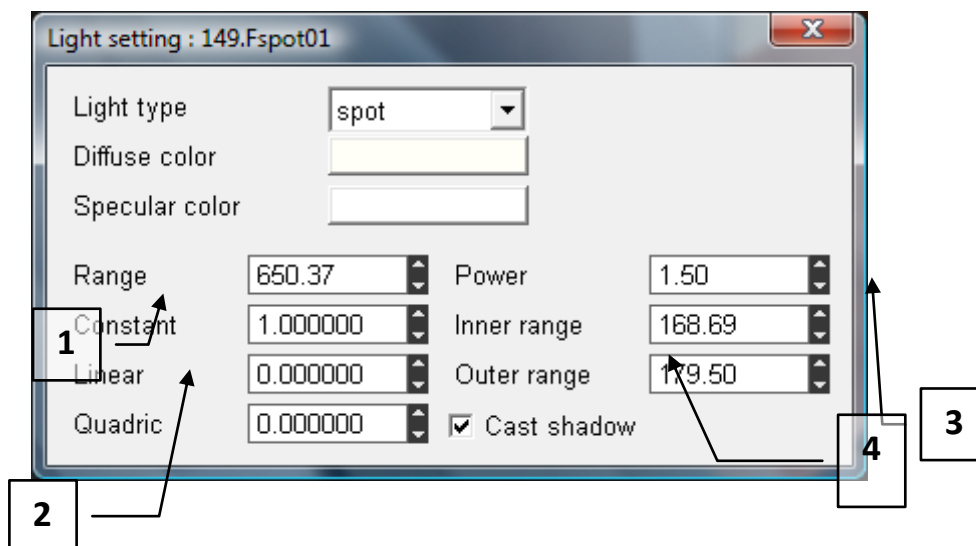 Light setting : 149.Fspot01
x
Light type spot
Diffuse color
Specular color
Range 650.37 Power 1.50
Constant 1.000000 Inner range 168.69
Linear 0.000000 Outer range 179.50
Quadric 0.000000 Cast shadow
1
2
3
4